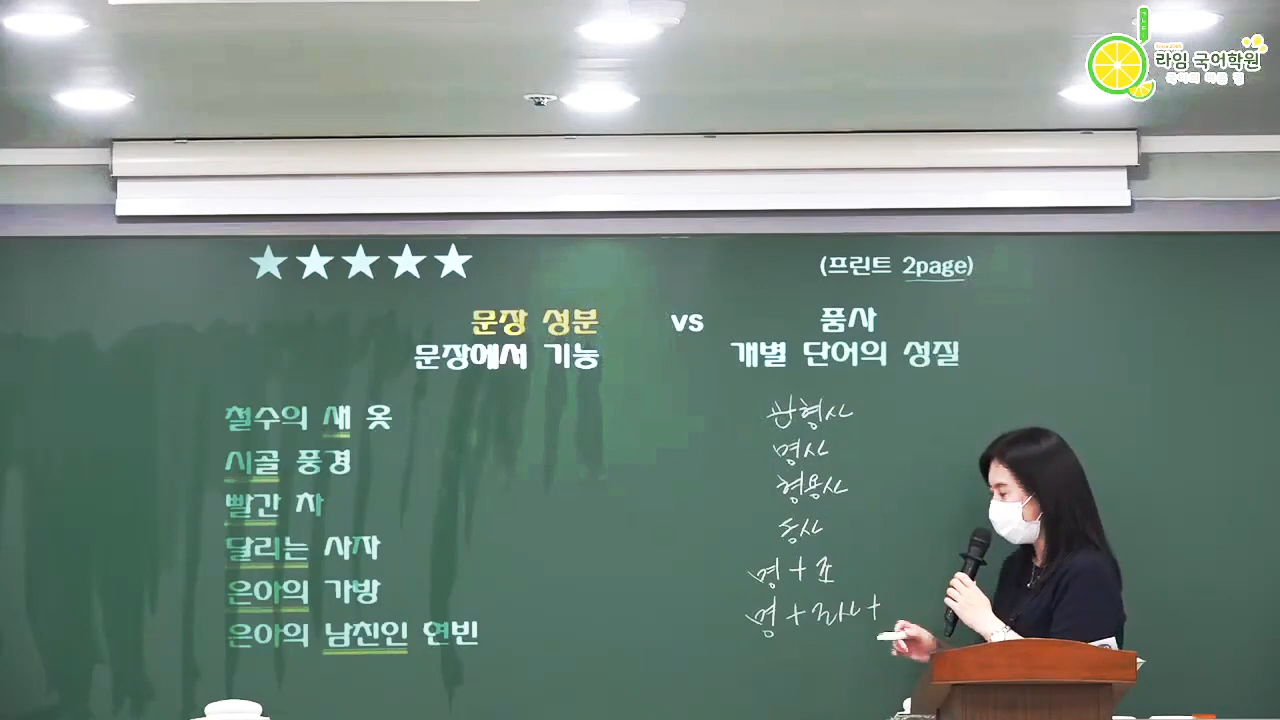 라임 국어학원
★★★★★
(프린트 2page)
문장 성분 vs 품사
문장에서 기능 개별 단어의 성질
철수의 새 옷 관형사
시골 풍경 명사
빨간 차 형용사
달리는 사자 동사
은아의 가방 명+조
은아의 남친인 현빈 명+